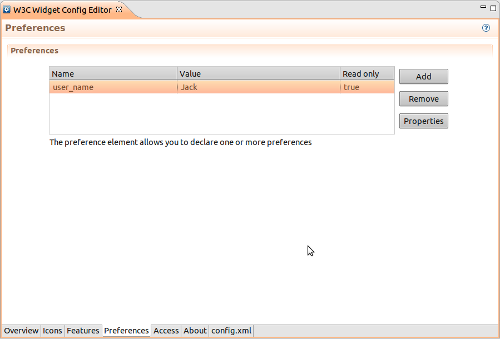 W3C Widget Config Editor
Preferences
Preferences
Name Value Read only
user_name Jack true
Add
Remove
Properties
The preference element allows you to declare one or more preferences
Overview Icons Features Preferences Access About config.xml